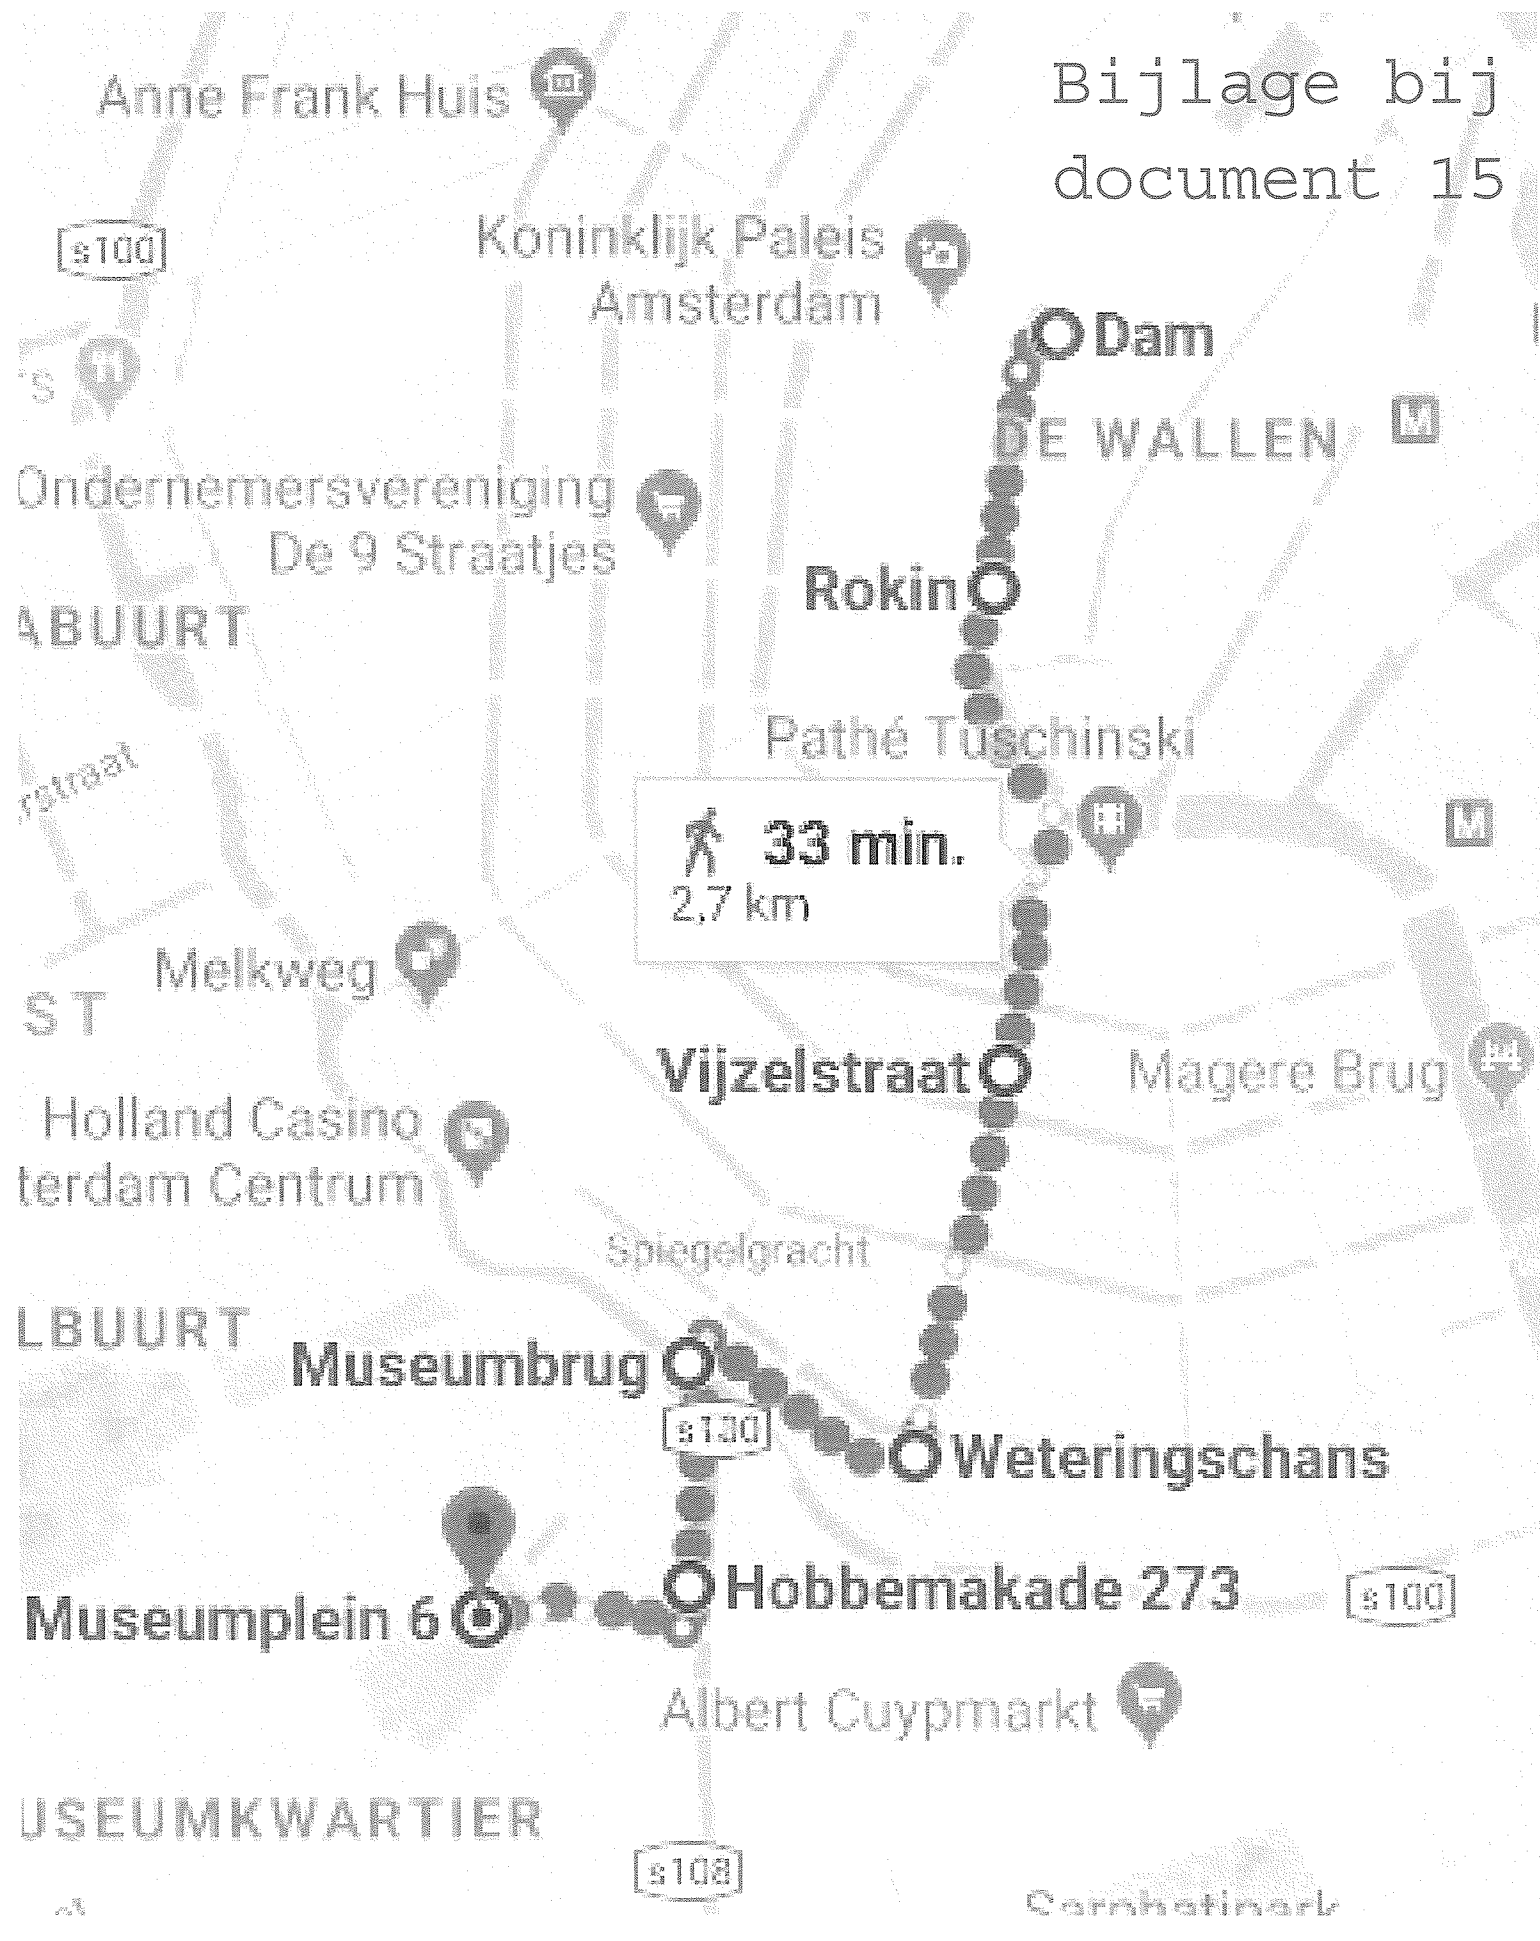 Bijlage bij
document 15
Anne Frank Huis
s100
Koninklijk Paleis
Amsterdam
Dam
DE WALLEN
M
Ondernemersvereniging
De 9 Straatjes
Rokin
ABUURT
Pathé Tuschinski
rstraat
33 min.
2,7 km
M
Melkweg
ST
Vijzelstraat
Magere Brug
Holland Casino
terdam Centrum
Spiegelgracht
LBUURT
Museumbrug
s100
Weteringschans
Hobbemakade 273
s100
Museumplein 6
Albert Cuypmarkt
USEUMKWARTIER
s108